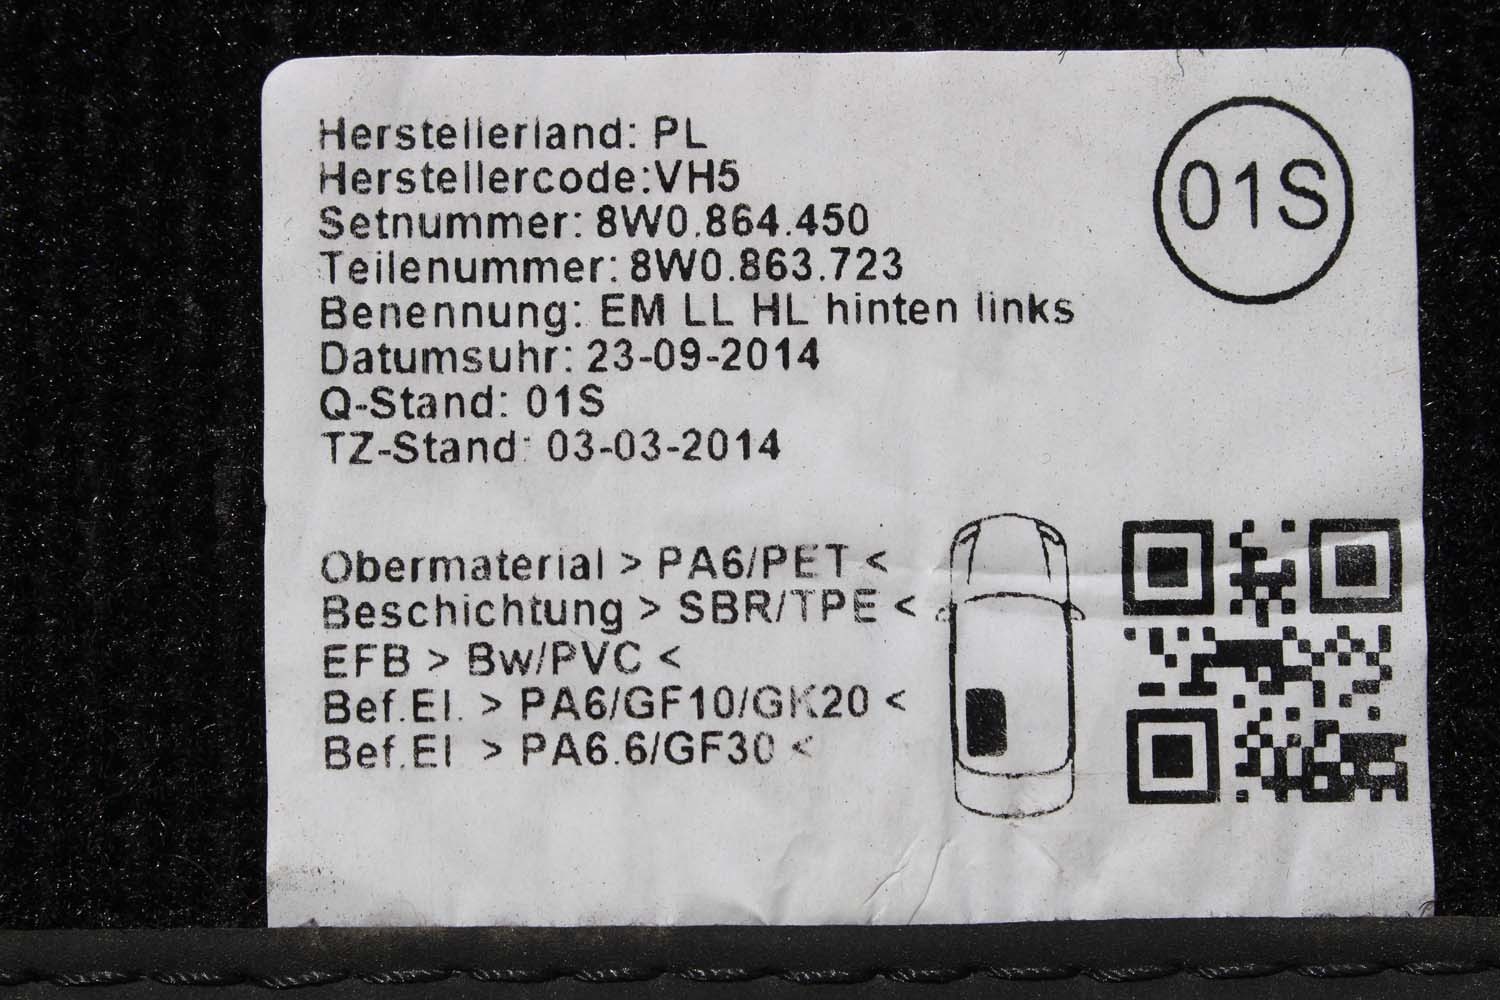 Herstellerland: PL
Herstellercode:VH5
Setnummer: 8W0.864.450
Teilenummer: 8W0.863.723
Benennung: EM LL HL hinten links
Datumsuhr: 23-09-2014
Q-Stand: 01S
TZ-Stand: 03-03-2014
01S
Obermaterial > PA6/PET <
Beschichtung > SBR/TPE <
EFB > Bw/PVC <
Bef.El. > PA6/GF10/GK20 <
Bef.El > PA6.6/GF30 <